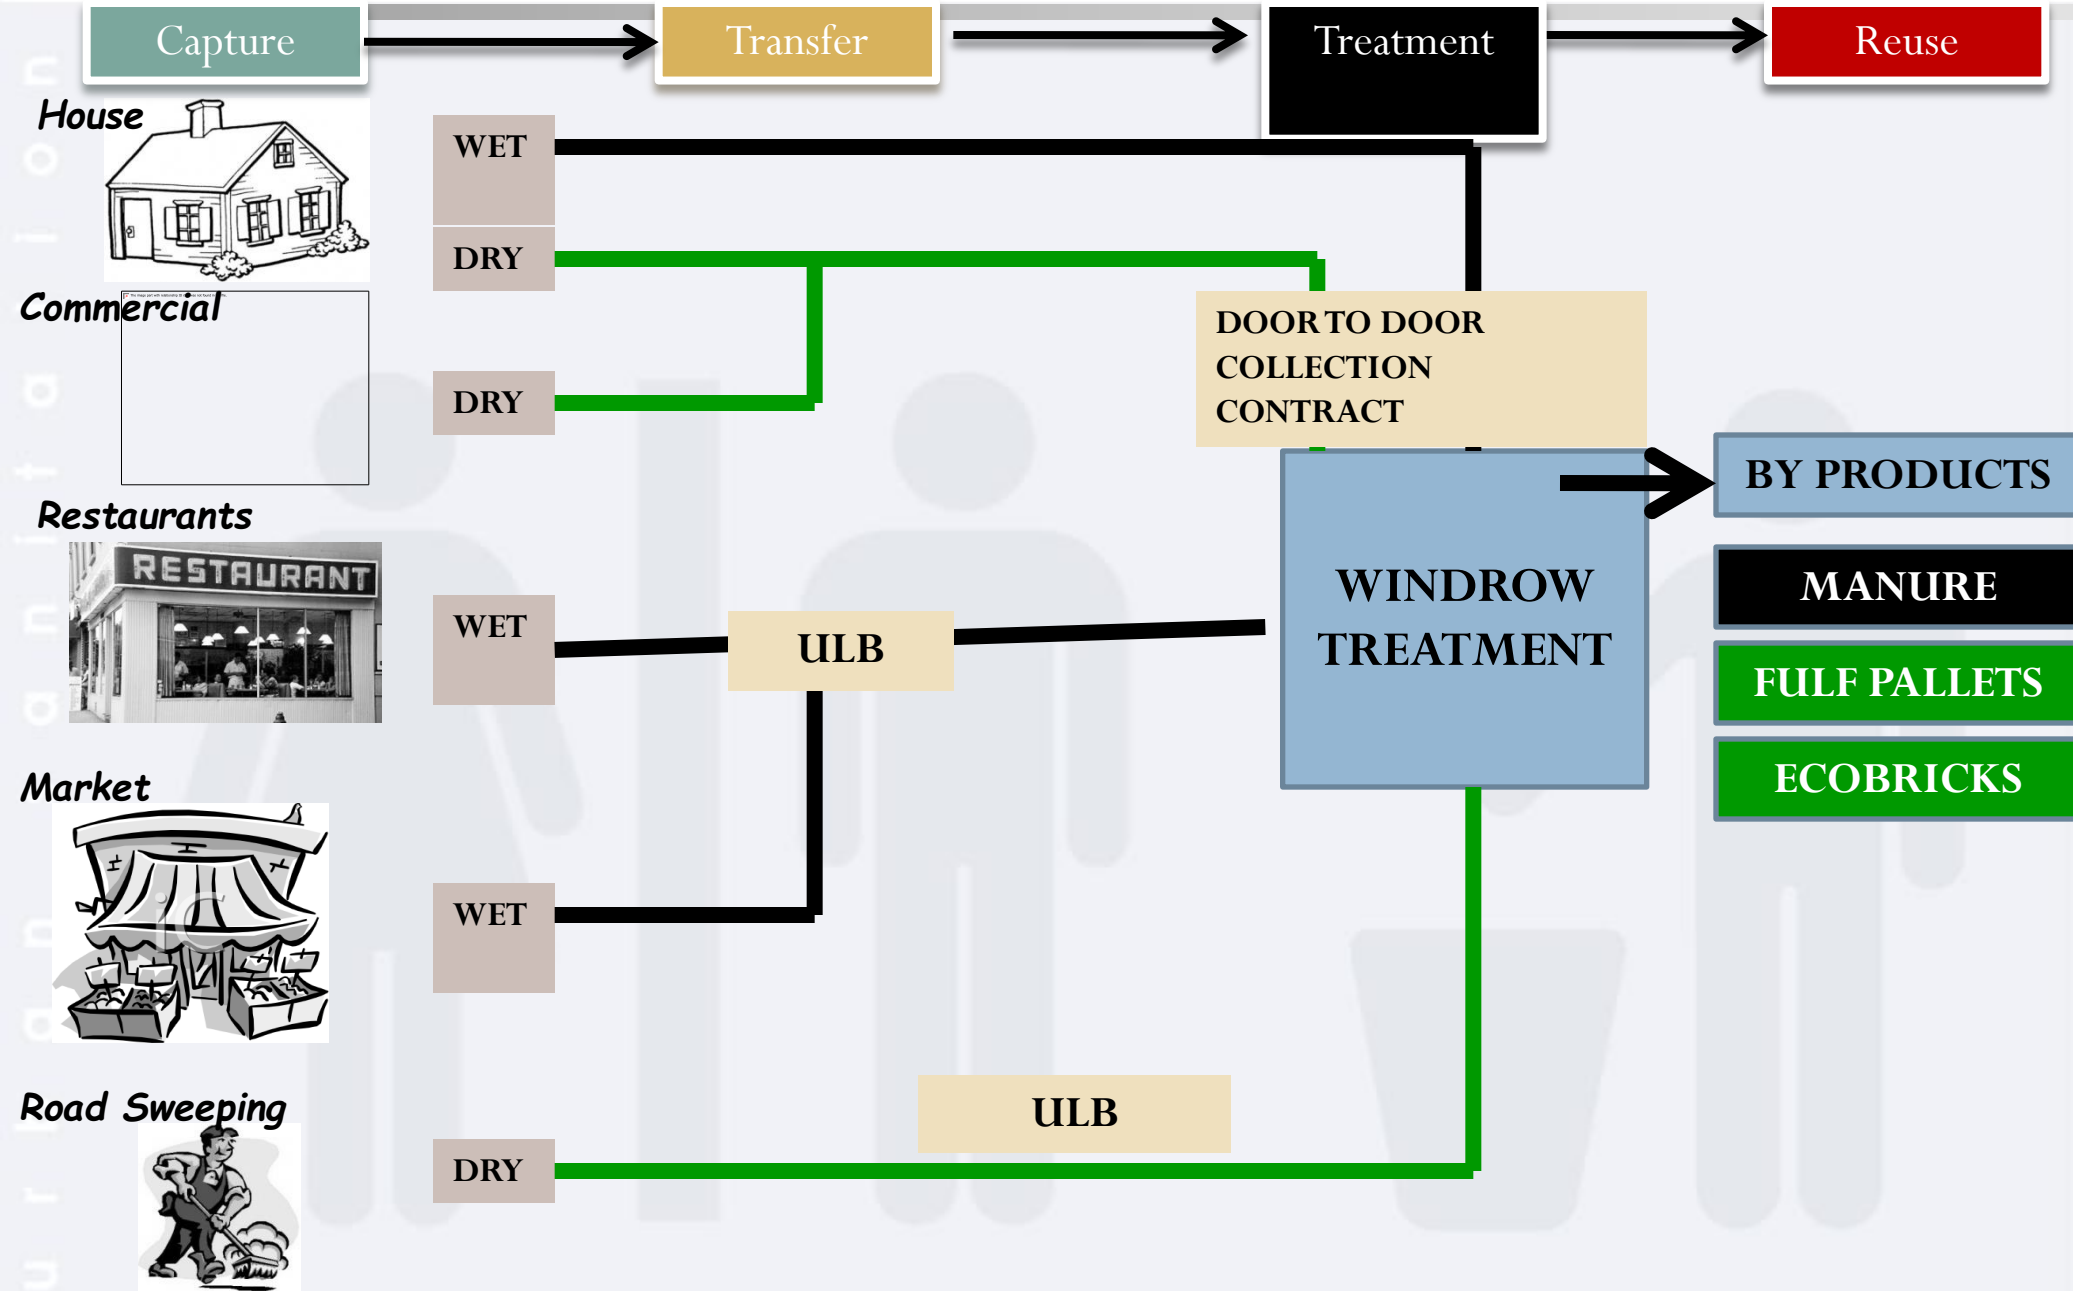 Capture
Transfer
Treatment
Reuse
House
WET
DRY
Commercial
DOOR TO DOOR
COLLECTION
CONTRACT
DRY
BY PRODUCTS
Restaurants
RESTAURANT
WET
ULB
WINDROW
TREATMENT
MANURE
FULF PALLETS
ECOBRICKS
Market
WET
Road Sweeping
ULB
DRY